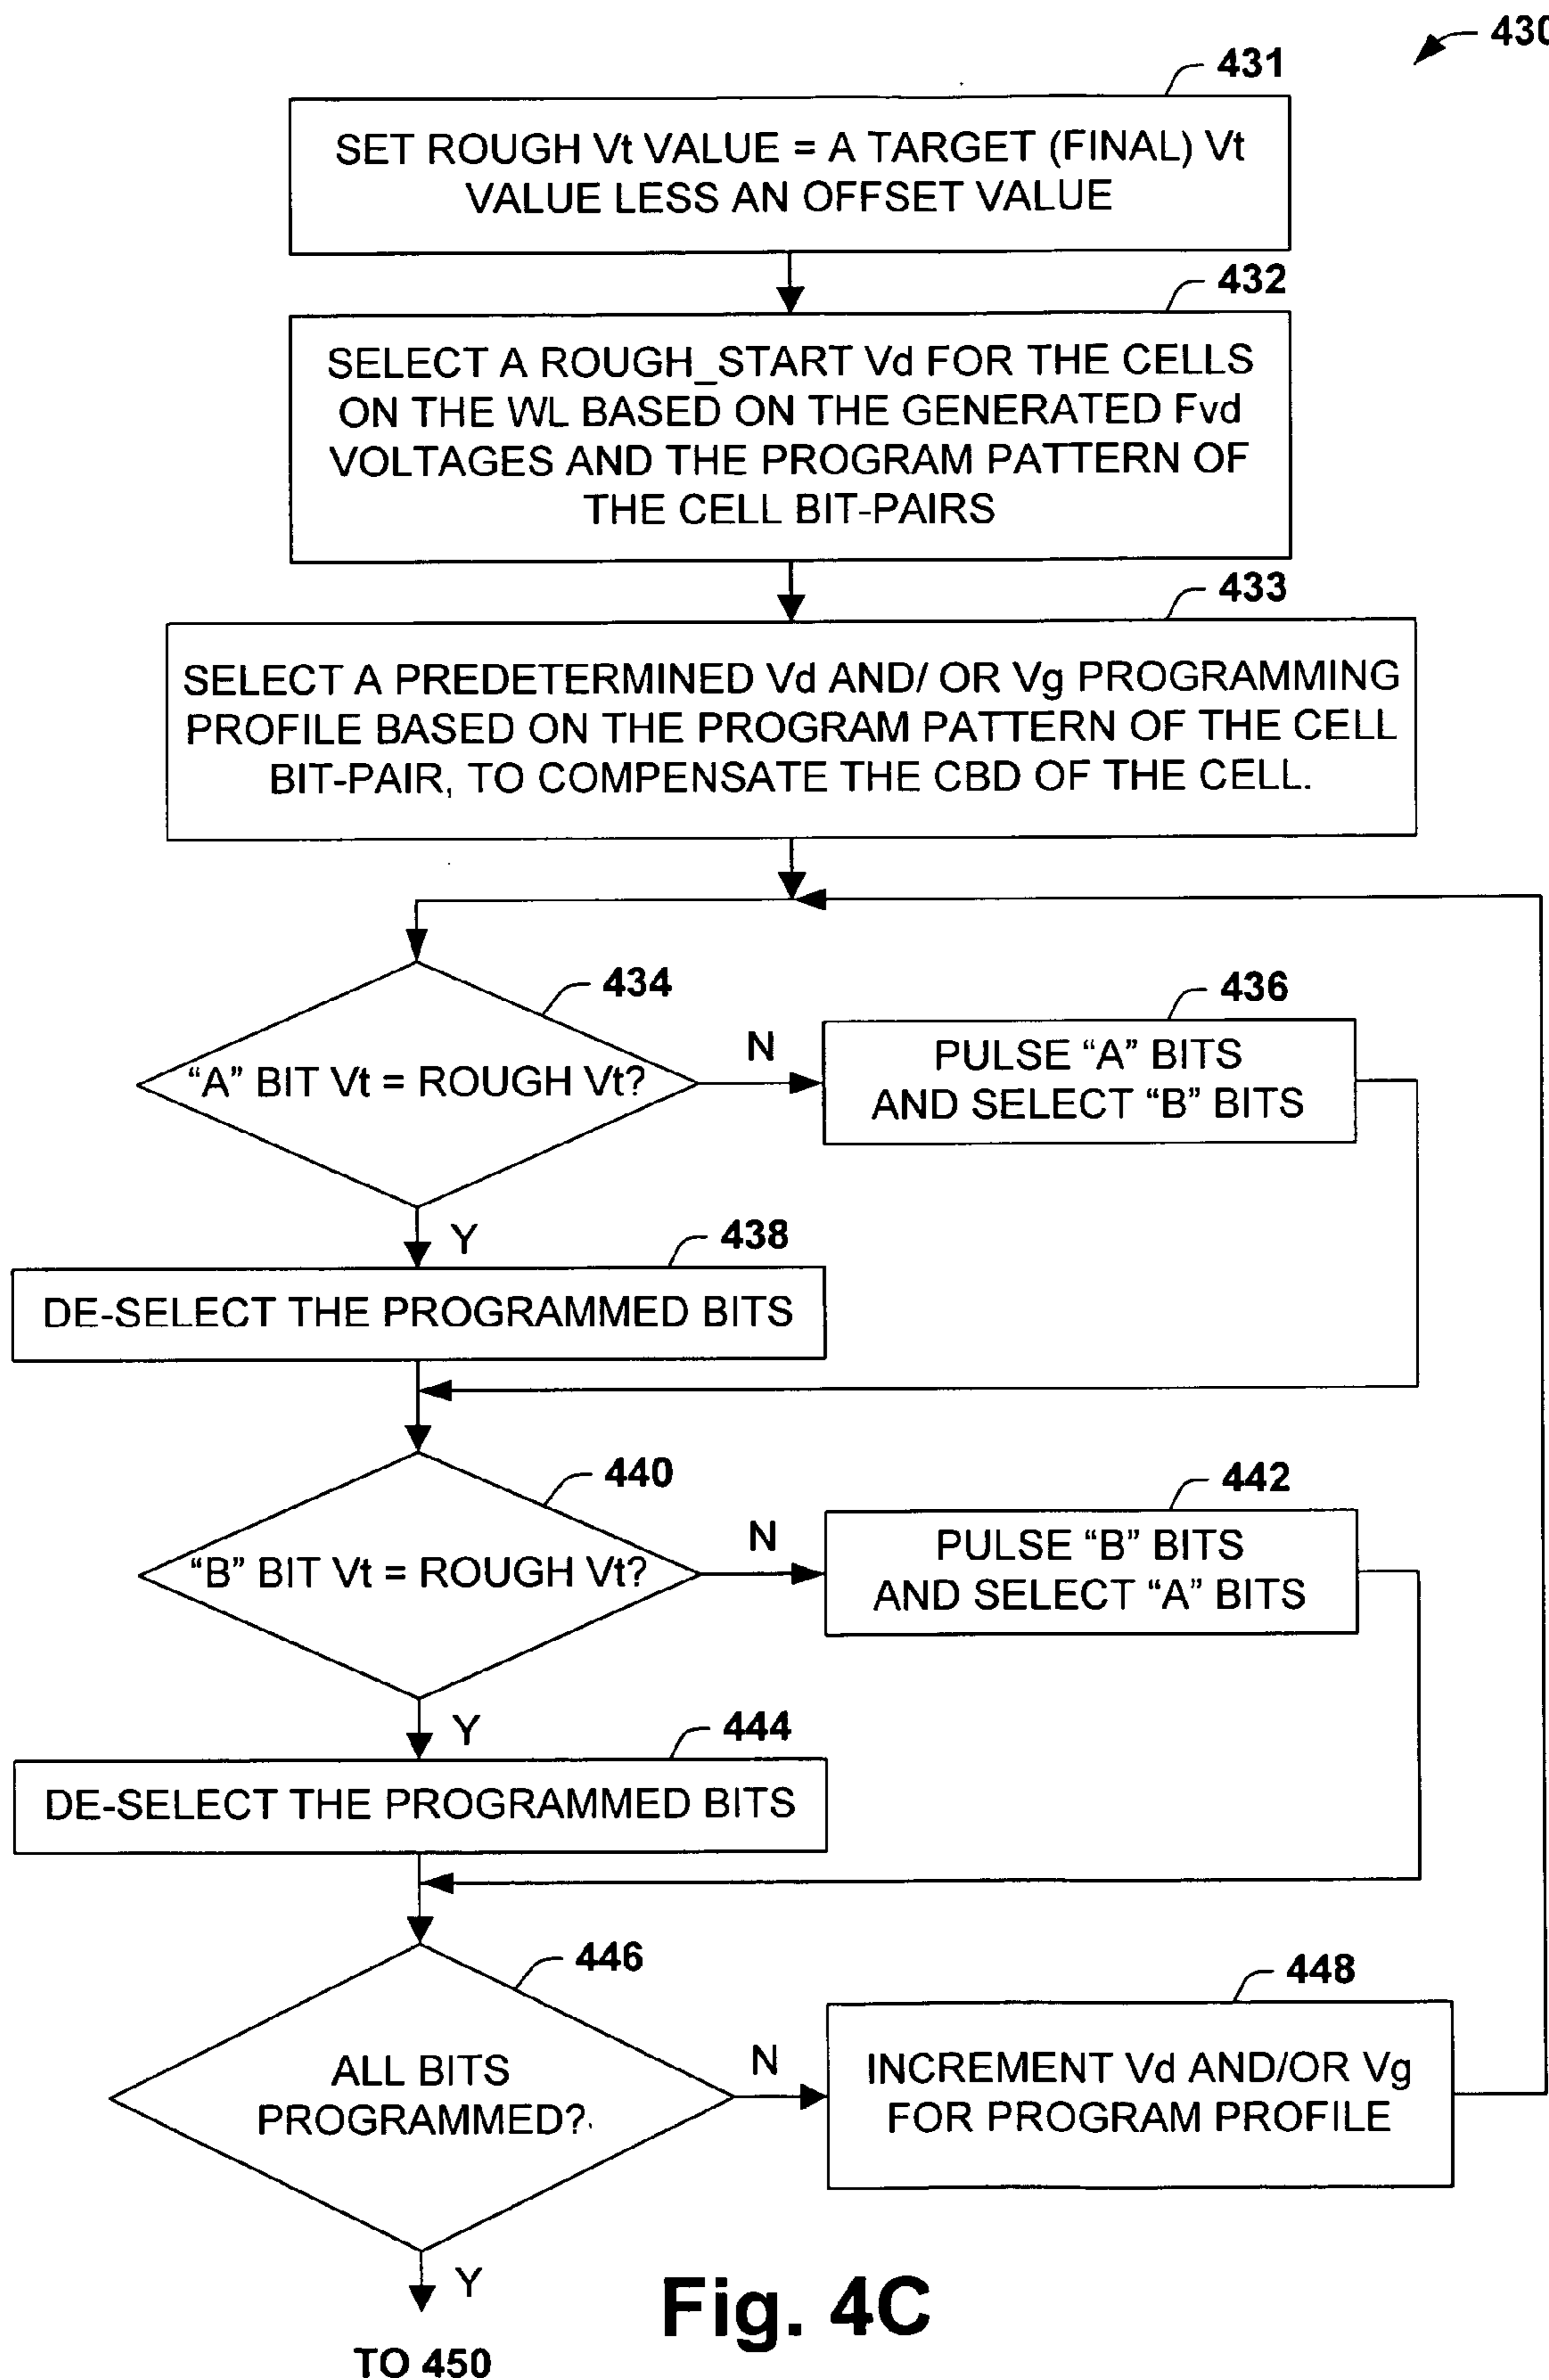 430
431
SET ROUGH Vt VALUE = A TARGET (FINAL) Vt
VALUE LESS AN OFFSET VALUE
432
SELECT A ROUGH_START Vd FOR THE CELLS
ON THE WL BASED ON THE GENERATED Fvd
VOLTAGES AND THE PROGRAM PATTERN OF
THE CELL BIT-PAIRS
433
SELECT A PREDETERMINED Vd AND/ OR Vg PROGRAMMING
PROFILE BASED ON THE PROGRAM PATTERN OF THE CELL
BIT-PAIR, TO COMPENSATE THE CBD OF THE CELL.
434
“A” BIT Vt = ROUGH Vt?
N
436
PULSE “A” BITS
AND SELECT “B” BITS
Y
438
DE-SELECT THE PROGRAMMED BITS
440
“B” BIT Vt = ROUGH Vt?
N
442
PULSE “B” BITS
AND SELECT “A” BITS
Y
444
DE-SELECT THE PROGRAMMED BITS
446
ALL BITS
PROGRAMMED?
N
448
INCREMENT Vd AND/OR Vg
FOR PROGRAM PROFILE
Y
TO 450
Fig. 4C